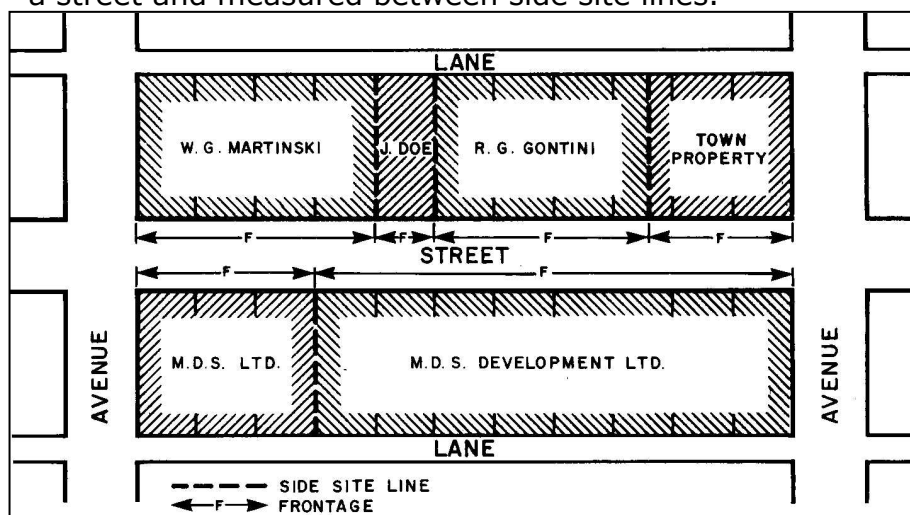 a street and measured between side site lines.
LANE
W. G. MARTINSKI
J. DOE
R. G. GONTINI
TOWN
PROPERTY
F F F F
STREET
F F
AVENUE
M.D.S. LTD.
M.D.S. DEVELOPMENT LTD.
AVENUE
LANE
SIDE SITE LINE
F FRONTAGE